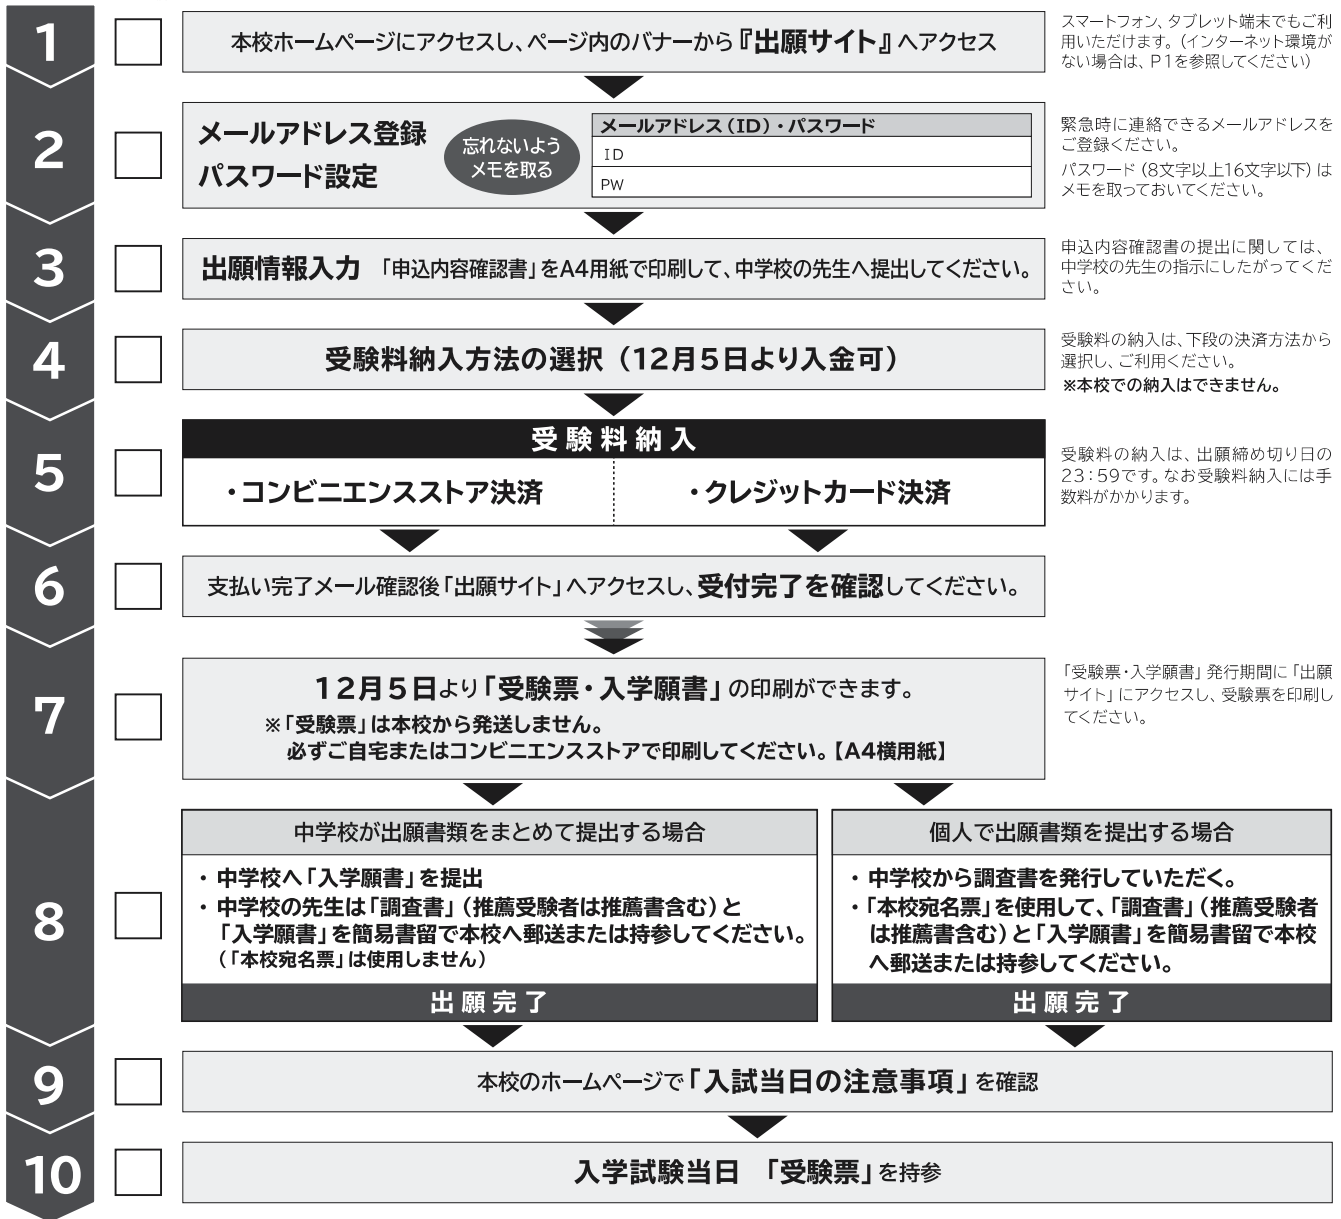 1
本校ホームページにアクセスし、ページ内のバナーから『出願サイト』へアクセス
スマートフォン、タブレット端末でもご利
用いただけます。（インターネット環境が
ない場合は、P1を参照してください）
2
メールアドレス登録
パスワード設定
忘れないよう
メモを取る
メールアドレス（ID）・パスワード
ID
PW
緊急時に連絡できるメールアドレスを
ご登録ください。
パスワード（8文字以上16文字以下）は
メモを取っておいてください。
3
出願情報入力 「申込内容確認書」をA4用紙で印刷して、中学校の先生へ提出してください。
申込内容確認書の提出に関しては、
中学校の先生の指示にしたがってくだ
さい。
4
受験料納入方法の選択（12月5日より入金可）
受験料の納入は、下段の決済方法から
選択し、ご利用ください。
※本校での納入はできません。
5
受験料納入
・コンビニエンスストア決済
・クレジットカード決済
受験料の納入は、出願締め切り日の
23：59です。なお受験料納入には手
数料がかかります。
6
支払い完了メール確認後「出願サイト」へアクセスし、受付完了を確認してください。
7
12月5日より「受験票・入学願書」の印刷ができます。
※「受験票」は本校から発送しません。
必ずご自宅またはコンビニエンスストアで印刷してください。【A4横用紙】
「受験票・入学願書」発行期間に「出願
サイト」にアクセスし、受験票を印刷し
てください。
8
中学校が出願書類をまとめて提出する場合
・中学校へ「入学願書」を提出
・中学校の先生は「調査書」（推薦受験者は推薦書含む）と
「入学願書」を簡易書留で本校へ郵送または持参してください。
（「本校宛名票」は使用しません）
出願完了
個人で出願書類を提出する場合
・中学校から調査書を発行していただく。
・「本校宛名票」を使用して、「調査書」（推薦受験者
は推薦書含む）と「入学願書」を簡易書留で本校
へ郵送または持参してください。
出願完了
9
本校のホームページで「入試当日の注意事項」を確認
10
入学試験当日 「受験票」を持参